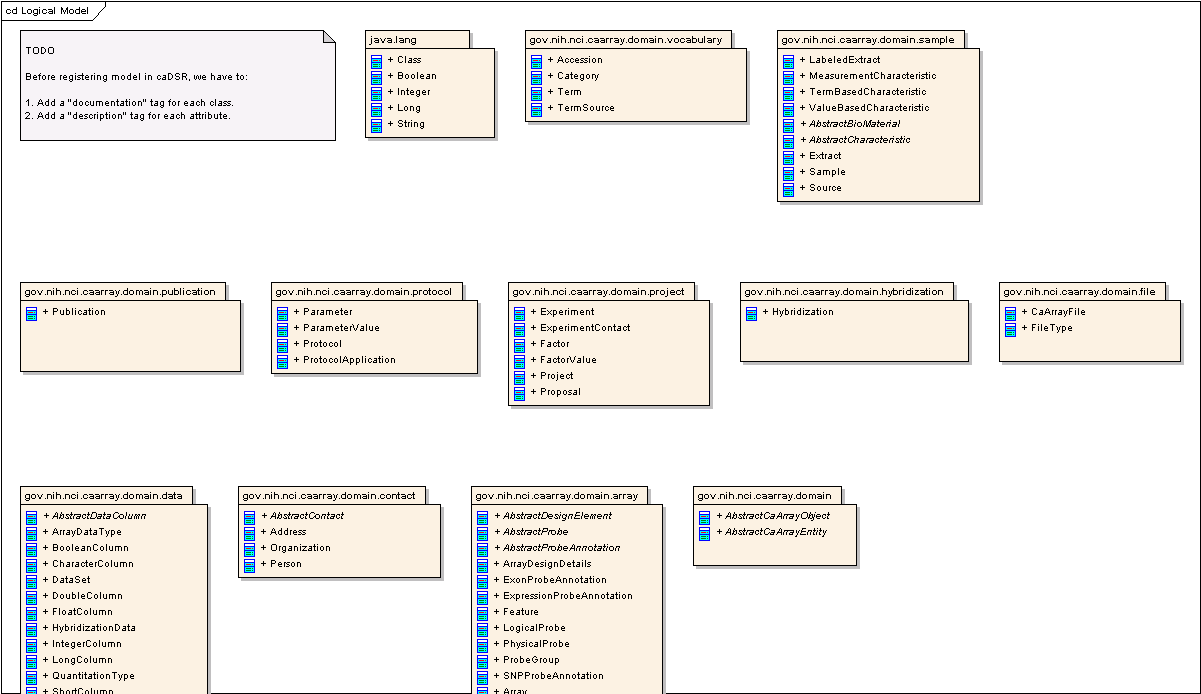 cd Logical Model
TODO
Before registering model in caDSR, we have to:
1. Add a "documentation" tag for each class.
2. Add a "description" tag for each attribute.
java.lang
+ Class
+ Boolean
+ Integer
+ Long
+ String
gov.nih.nci.caarray.domain.vocabulary
+ Accession
+ Category
+ Term
+ TermSource
gov.nih.nci.caarray.domain.sample
+ LabeledExtract
+ MeasurementCharacteristic
+ TermBasedCharacteristic
+ ValueBasedCharacteristic
+ AbstractBioMaterial
+ AbstractCharacteristic
+ Extract
+ Sample
+ Source
gov.nih.nci.caarray.domain.publication
+ Publication
gov.nih.nci.caarray.domain.protocol
+ Parameter
+ ParameterValue
+ Protocol
+ ProtocolApplication
gov.nih.nci.caarray.domain.project
+ Experiment
+ ExperimentContact
+ Factor
+ FactorValue
+ Project
+ Proposal
gov.nih.nci.caarray.domain.hybridization
+ Hybridization
gov.nih.nci.caarray.domain.file
+ CaArrayFile
+ FileType
gov.nih.nci.caarray.domain.data
+ AbstractDataColumn
+ ArrayDataType
+ BooleanColumn
+ CharacterColumn
+ DataSet
+ DoubleColumn
+ FloatColumn
+ HybridizationData
+ IntegerColumn
+ LongColumn
+ QuantitationType
+ ShortColumn
gov.nih.nci.caarray.domain.contact
+ AbstractContact
+ Address
+ Organization
+ Person
gov.nih.nci.caarray.domain.array
+ AbstractDesignElement
+ AbstractProbe
+ AbstractProbeAnnotation
+ ArrayDesignDetails
+ ExonProbeAnnotation
+ ExpressionProbeAnnotation
+ Feature
+ LogicalProbe
+ PhysicalProbe
+ ProbeGroup
+ SNPProbeAnnotation
+ Array
gov.nih.nci.caarray.domain
+ AbstractCaArrayObject
+ AbstractCaArrayEntity